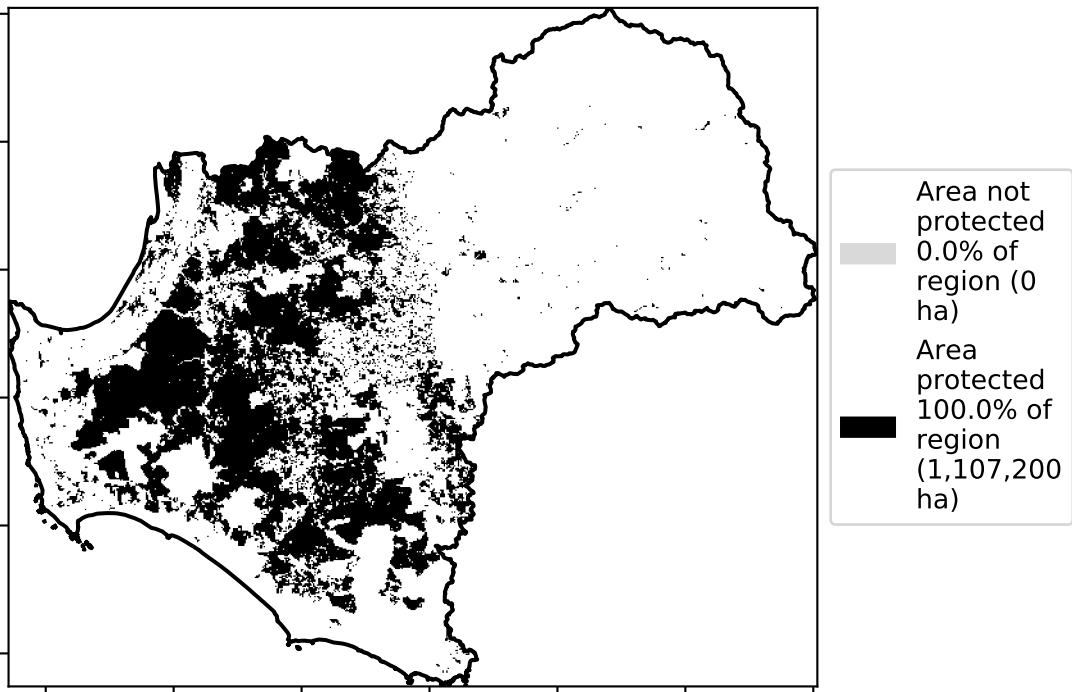 Area not
protected
0.0% of
region (0
ha)
Area
protected
100.0% of
region
(1,107,200
ha)